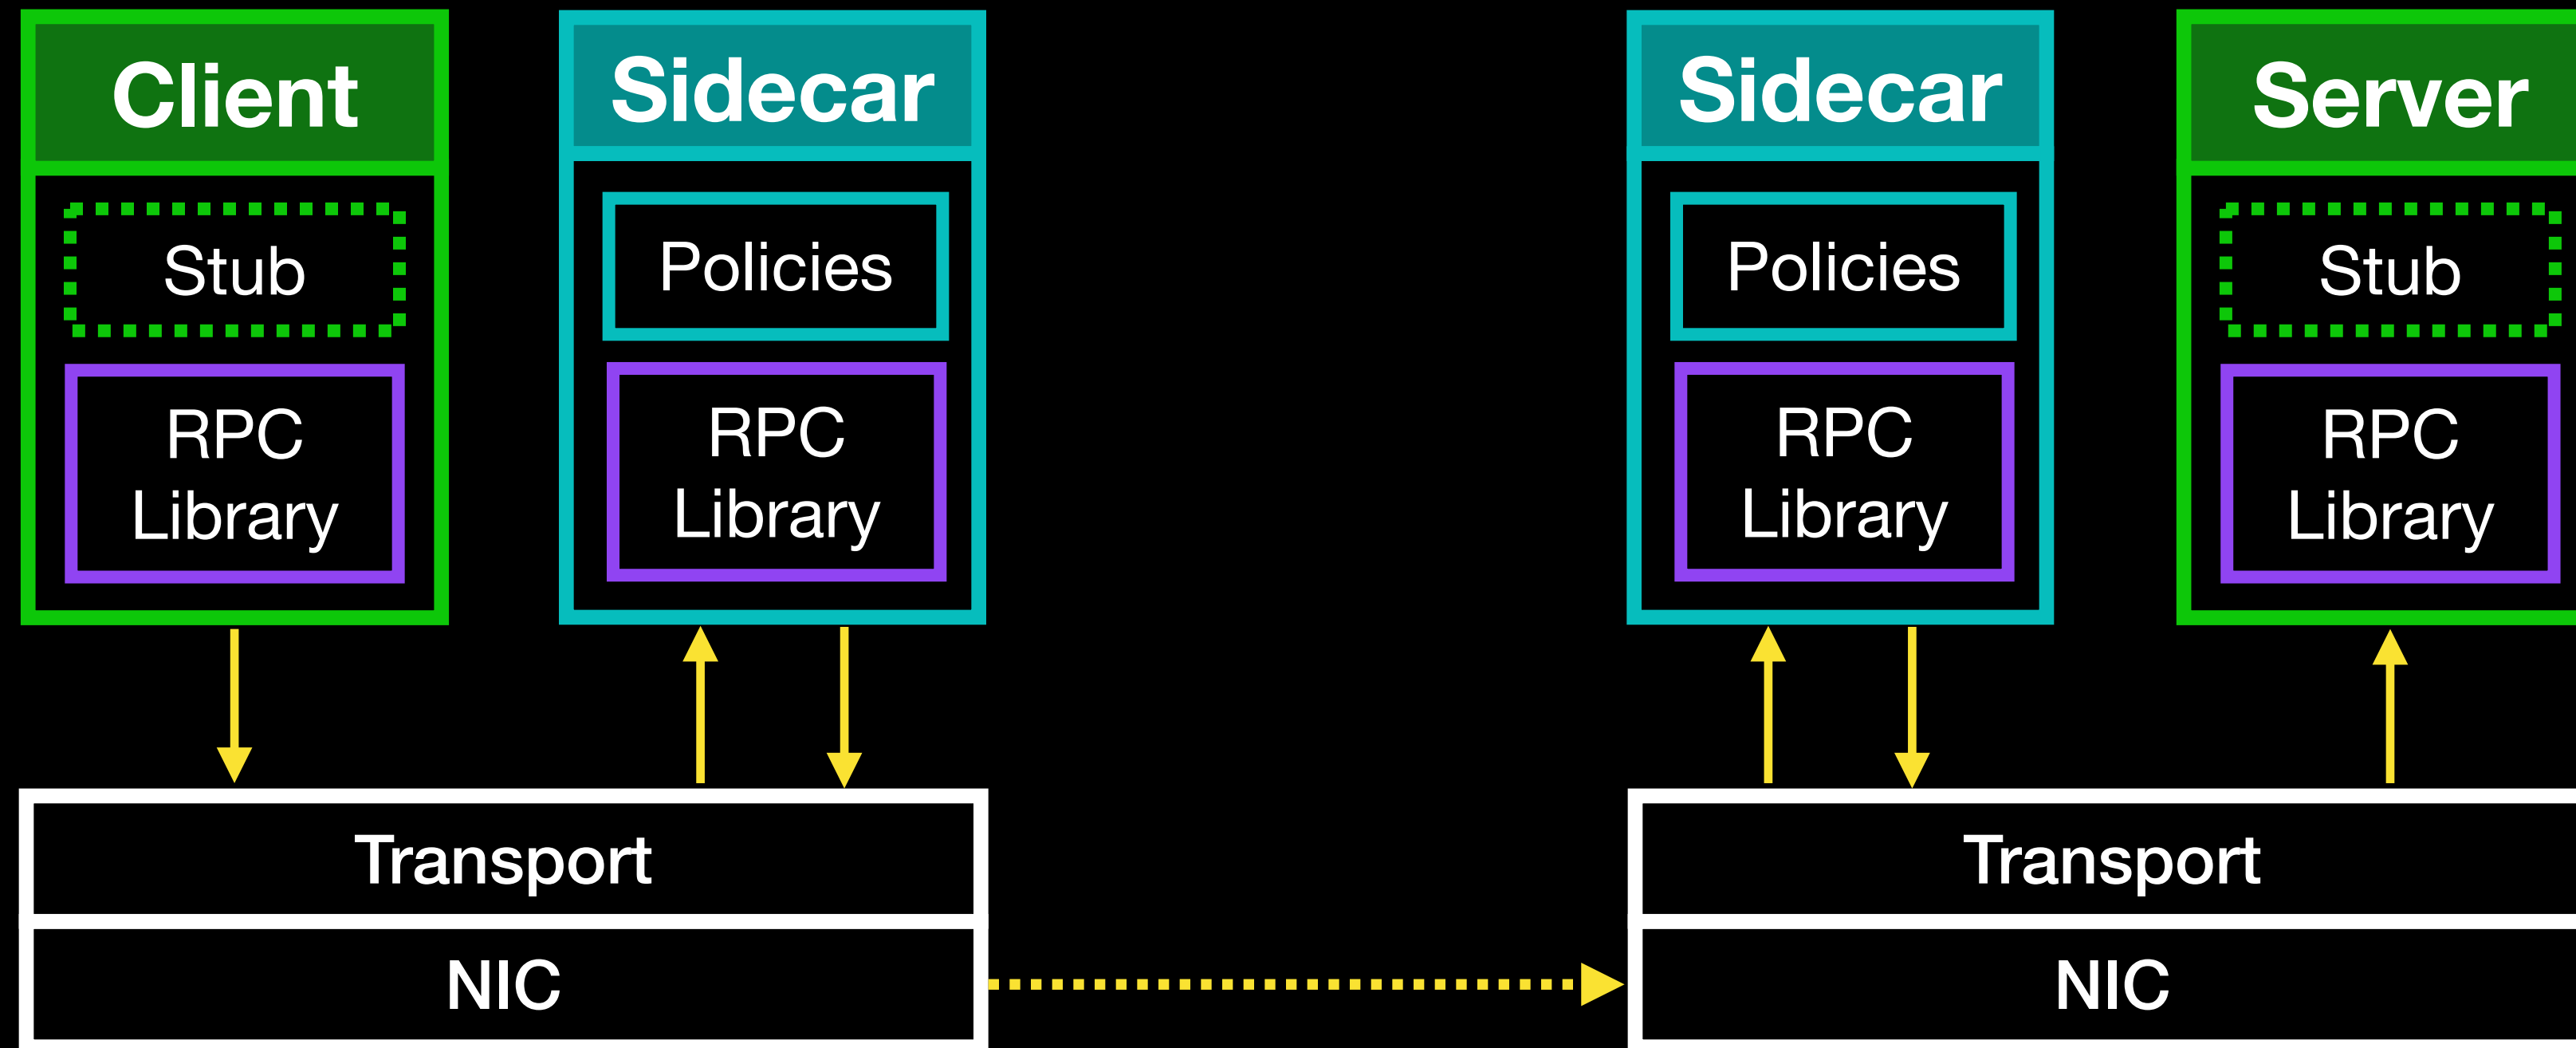 Client
Stub
RPC
Library
Sidecar
Policies
RPC
Library
Transport
NIC
Sidecar
Policies
RPC
Library
Server
Stub
RPC
Library
Transport
NIC